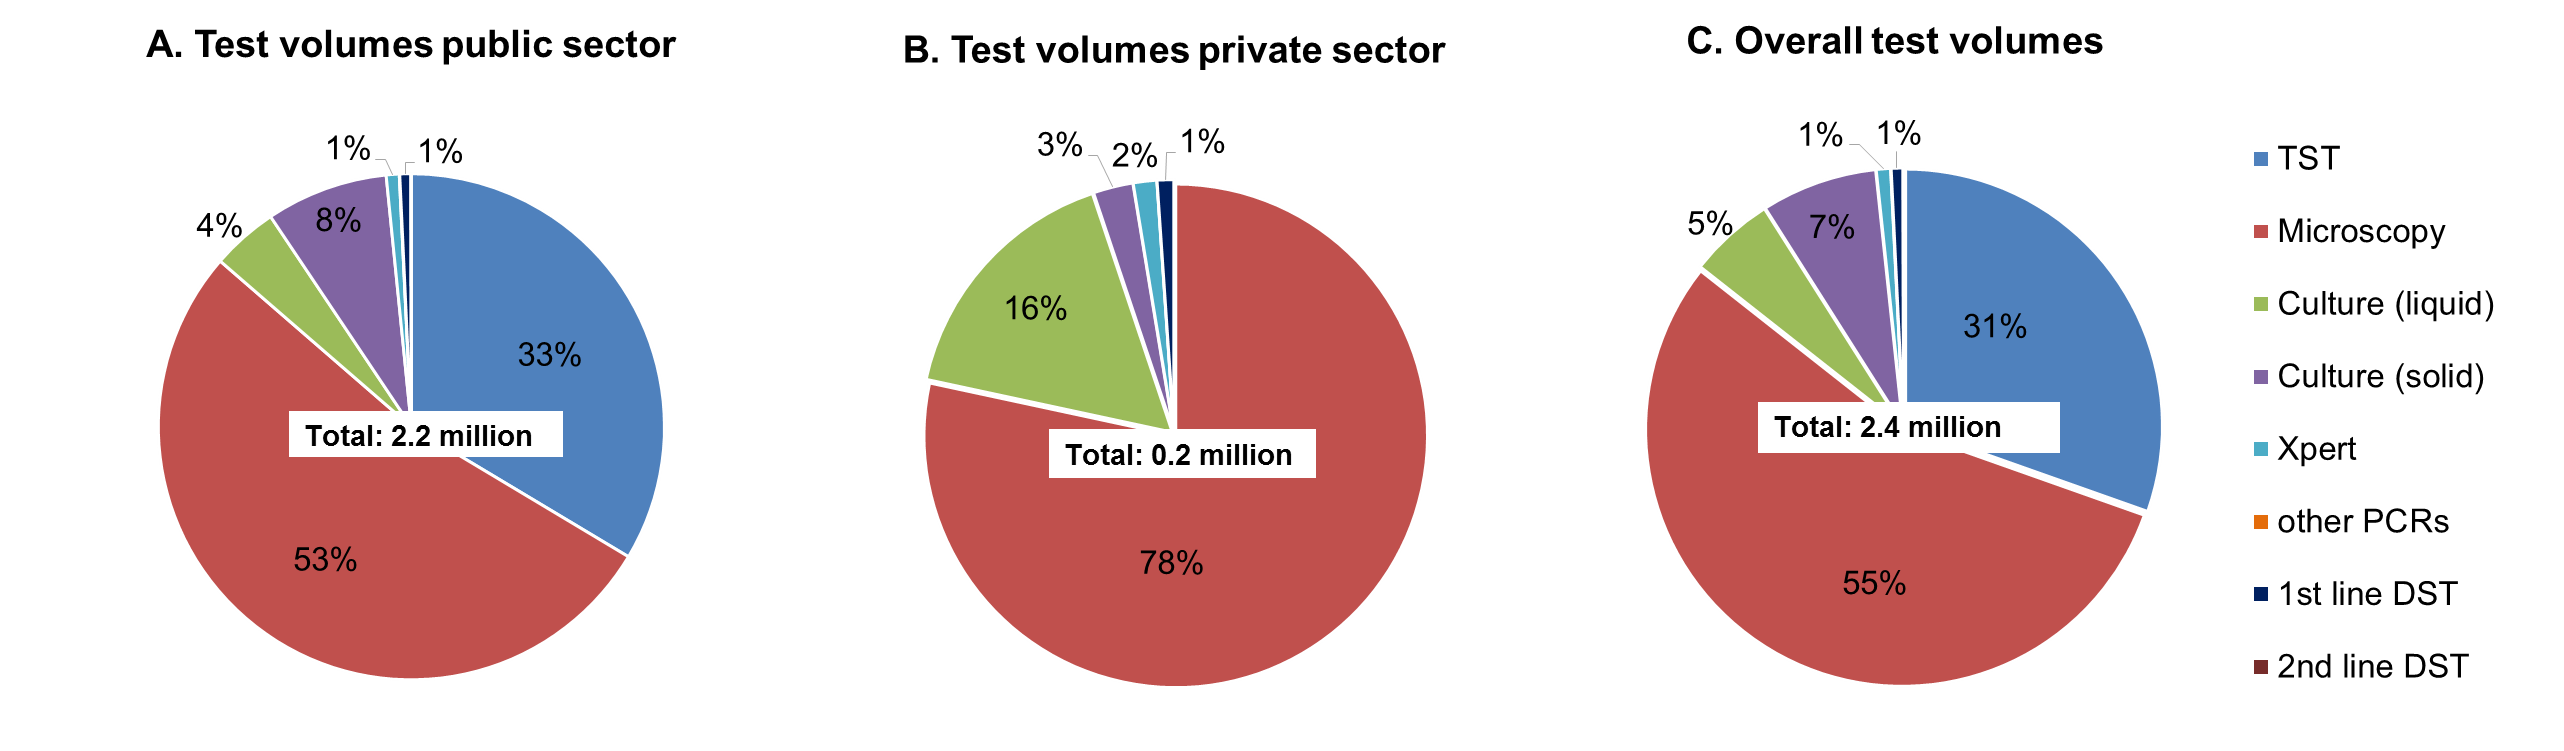 A. Test volumes public sector
1%
1%
4%
8%
33%
Total: 2.2 million
53%
B. Test volumes private sector
3%
2%
1%
16%
Total: 0.2 million
78%
C. Overall test volumes
1%
1%
5%
7%
31%
Total: 2.4 million
55%
TST
Microscopy
Culture (liquid)
Culture (solid)
Xpert
other PCRs
1st line DST
2nd line DST